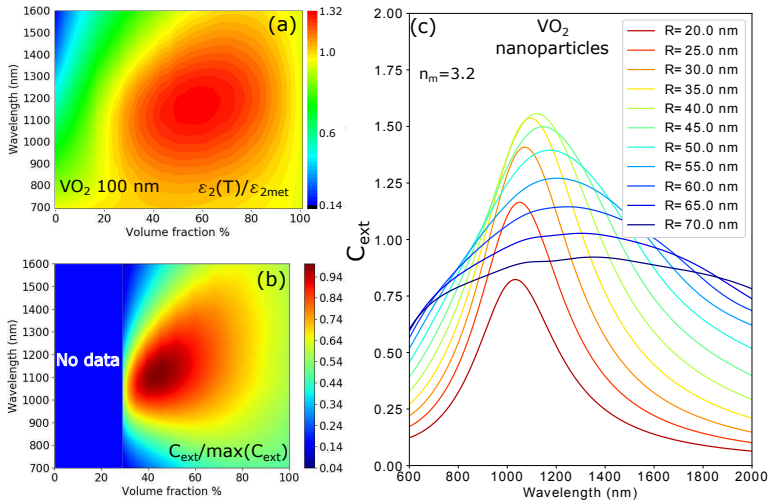 (a)
Wavelength (nm)
1600
1500
1400
1300
1200
1100
1000
900
800
700
VO₂ 100 nm
ε₂(T)/ε₂met
0 20 40 60 80 100
Volume fraction %
1.32
1.0
0.6
0.14
(b)
Wavelength (nm)
1600
1500
1400
1300
1200
1100
1000
900
800
700
No data
Cext/max(Cext)
0 20 40 60 80 100
Volume fraction %
0.94
0.84
0.74
0.64
0.54
0.44
0.34
0.24
0.14
0.04
(c)
VO₂
nanoparticles
nm=3.2
Cext
2.00
1.75
1.50
1.25
1.00
0.75
0.50
0.25
0.00
600 800 1000 1200 1400 1600 1800 2000
Wavelength (nm)
R= 20.0 nm
R= 25.0 nm
R= 30.0 nm
R= 35.0 nm
R= 40.0 nm
R= 45.0 nm
R= 50.0 nm
R= 55.0 nm
R= 60.0 nm
R= 65.0 nm
R= 70.0 nm